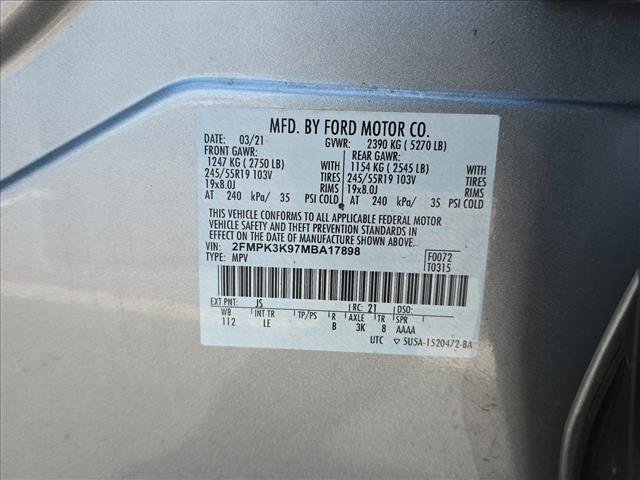 MFD. BY FORD MOTOR CO.
DATE: 03/21 GVWR: 2390 KG ( 5270 LB)
FRONT GAWR: REAR GAWR:
1247 KG ( 2750 LB) WITH 1154 KG ( 2545 LB) WITH
245/55R19 103V TIRES 245/55R19 103V TIRES
19x8.0J RIMS 19x8.0J RIMS
AT 240 kPa/ 35 PSI COLD AT 240 kPa/ 35 PSI COLD
THIS VEHICLE CONFORMS TO ALL APPLICABLE FEDERAL MOTOR
VEHICLE SAFETY AND THEFT PREVENTION STANDARDS IN
EFFECT ON THE DATE OF MANUFACTURE SHOWN ABOVE.
VIN: 2FMPK3K97MBA17898 F0072
TYPE: MPV T0315
EXT PNT: JS RC: 21 DSO:
WB INT TR TP/PS R AXLE TR SPR
112 LE B 3K 8 AAAA
UTC ▽ SU5A-1520472-BA